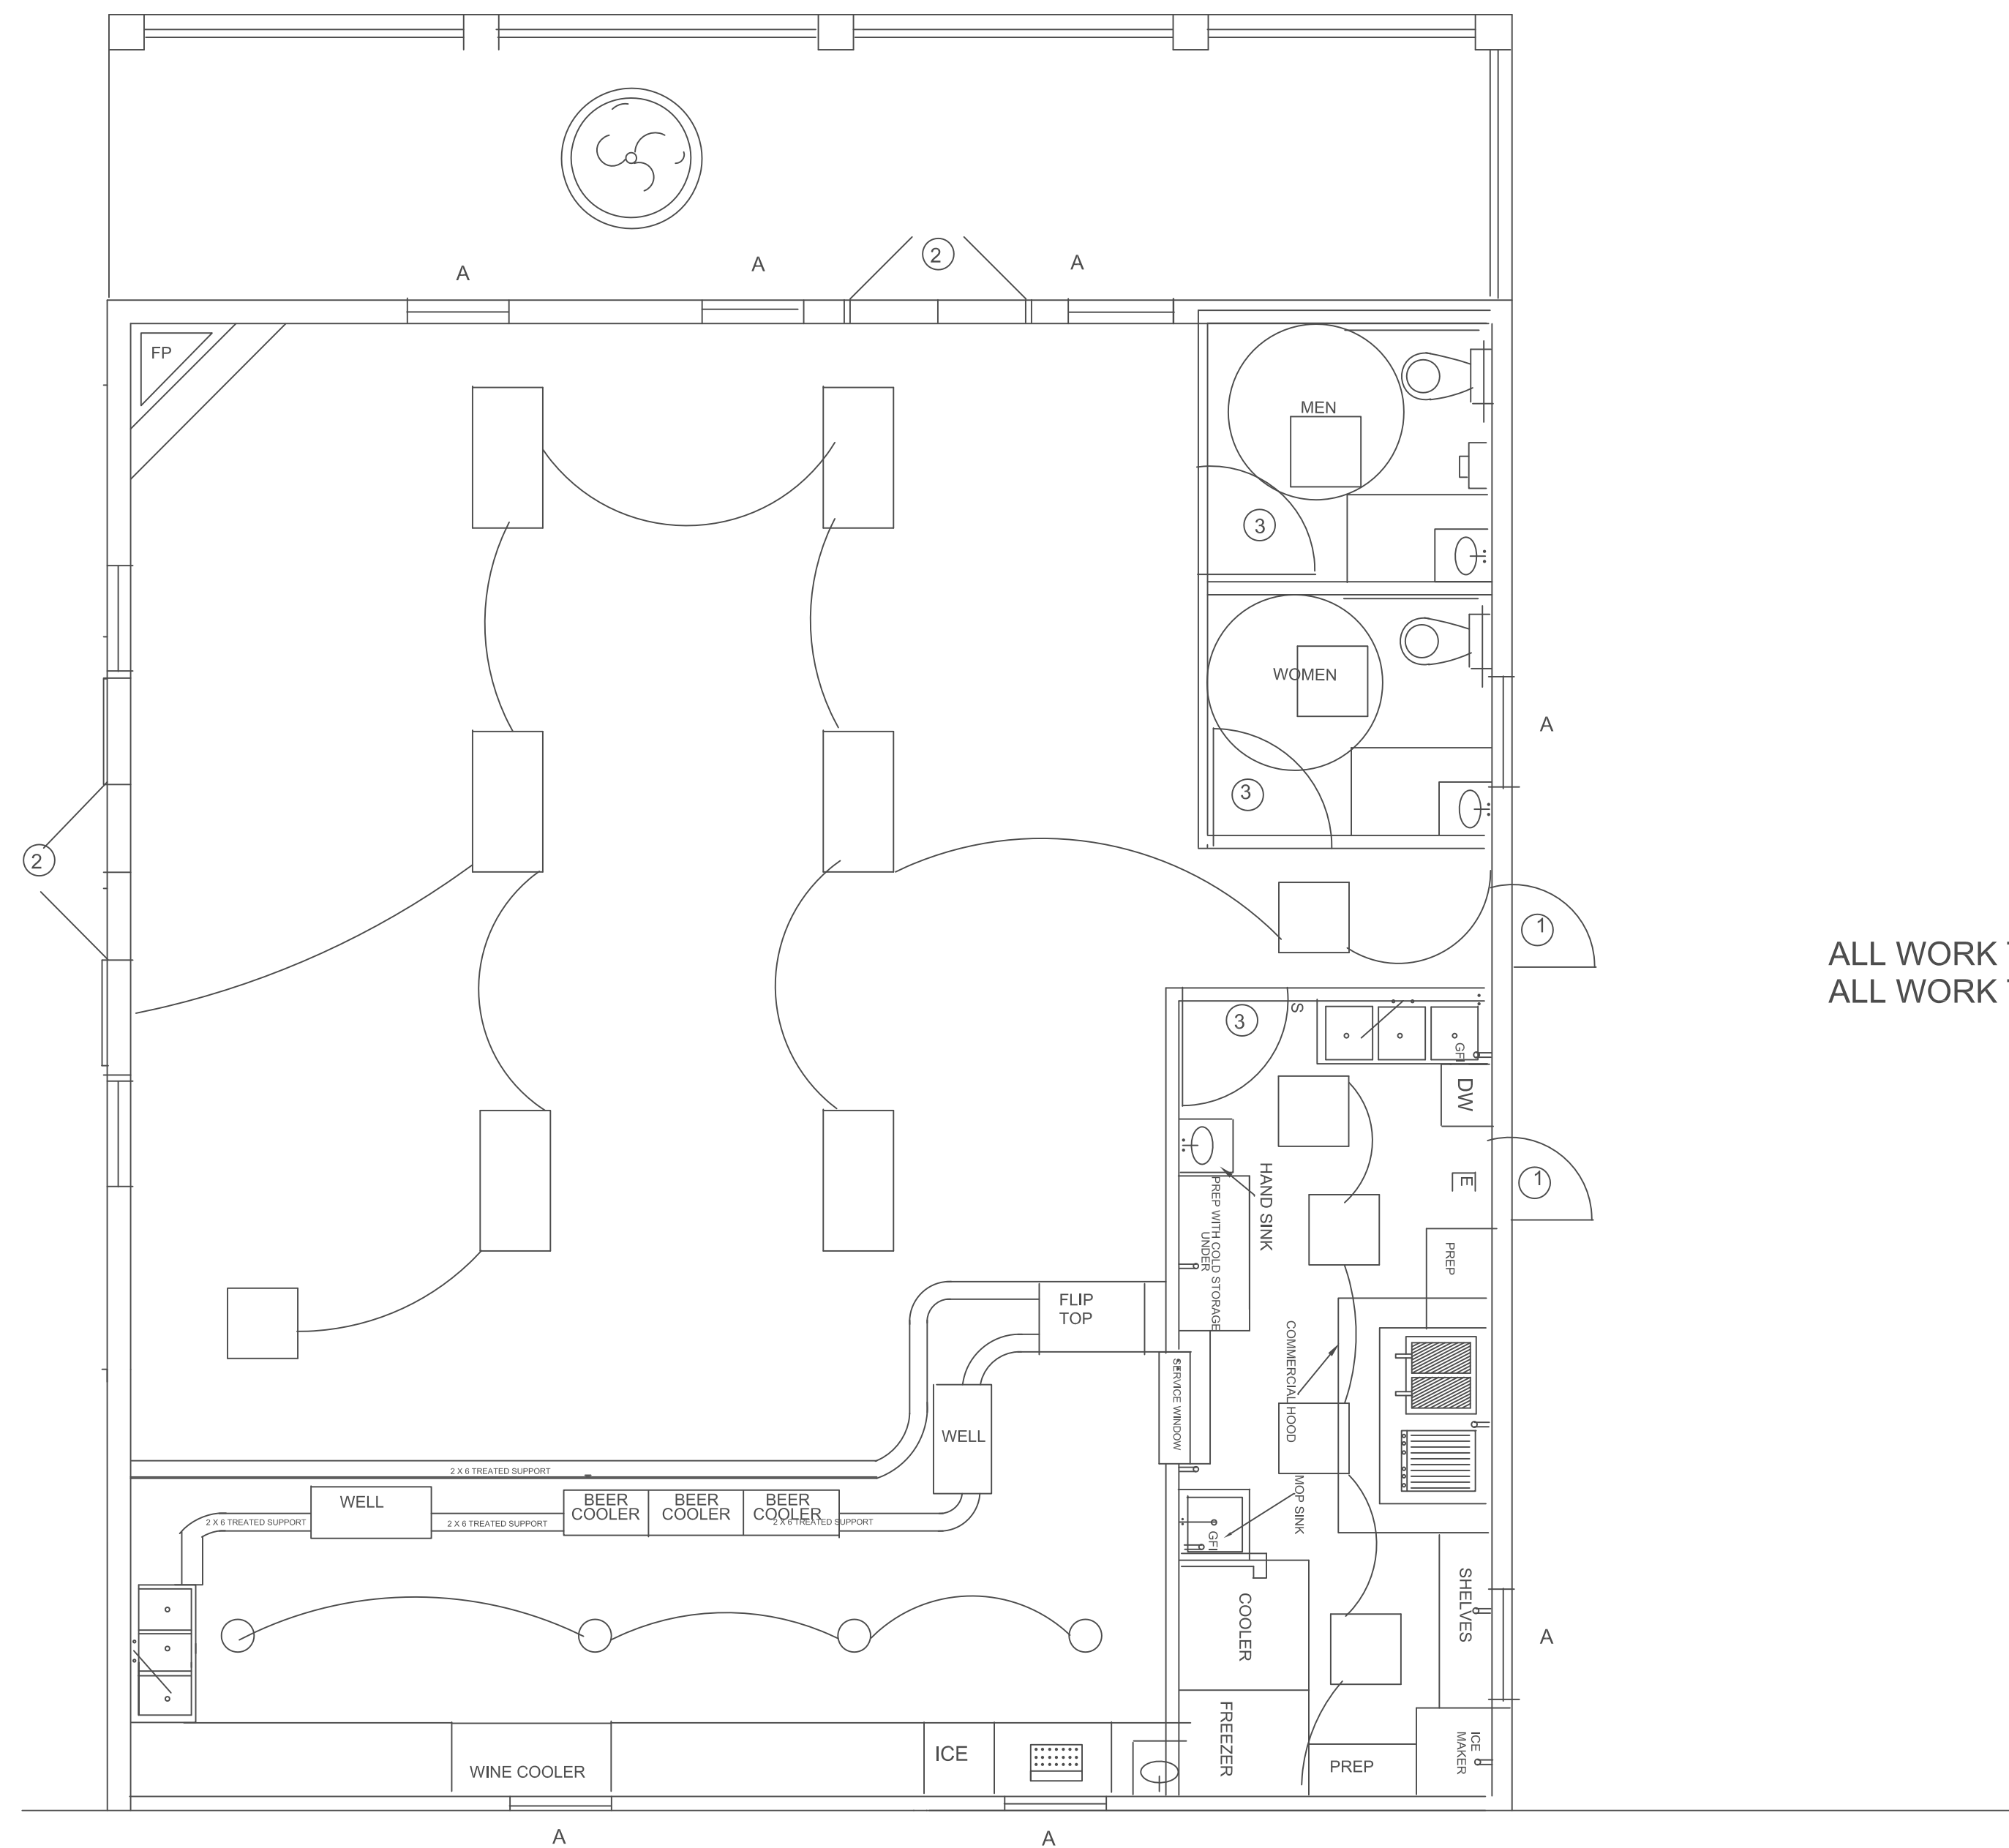 A
A
2
A
FP
MEN
3
WOMEN
A
3
2
1
ALL WORK
ALL WORK
3
S
GFI
DW
1
E
HAND SINK
PREP WITH COLD STORAGE
UNDER
PREP
FLIP
TOP
COMMERCIAL HOOD
SERVICE WINDOW
WELL
2 X 6 TREATED SUPPORT
WELL
BEER
COOLER
BEER
COOLER
BEER
COOLER
2 X 6 TREATED SUPPORT
2 X 6 TREATED SUPPORT
2 X 6 TREATED SUPPORT
MOP SINK
GFI
COOLER
SHELVES
A
FREEZER
ICE
MAKER
PREP
ICE
WINE COOLER
A
A